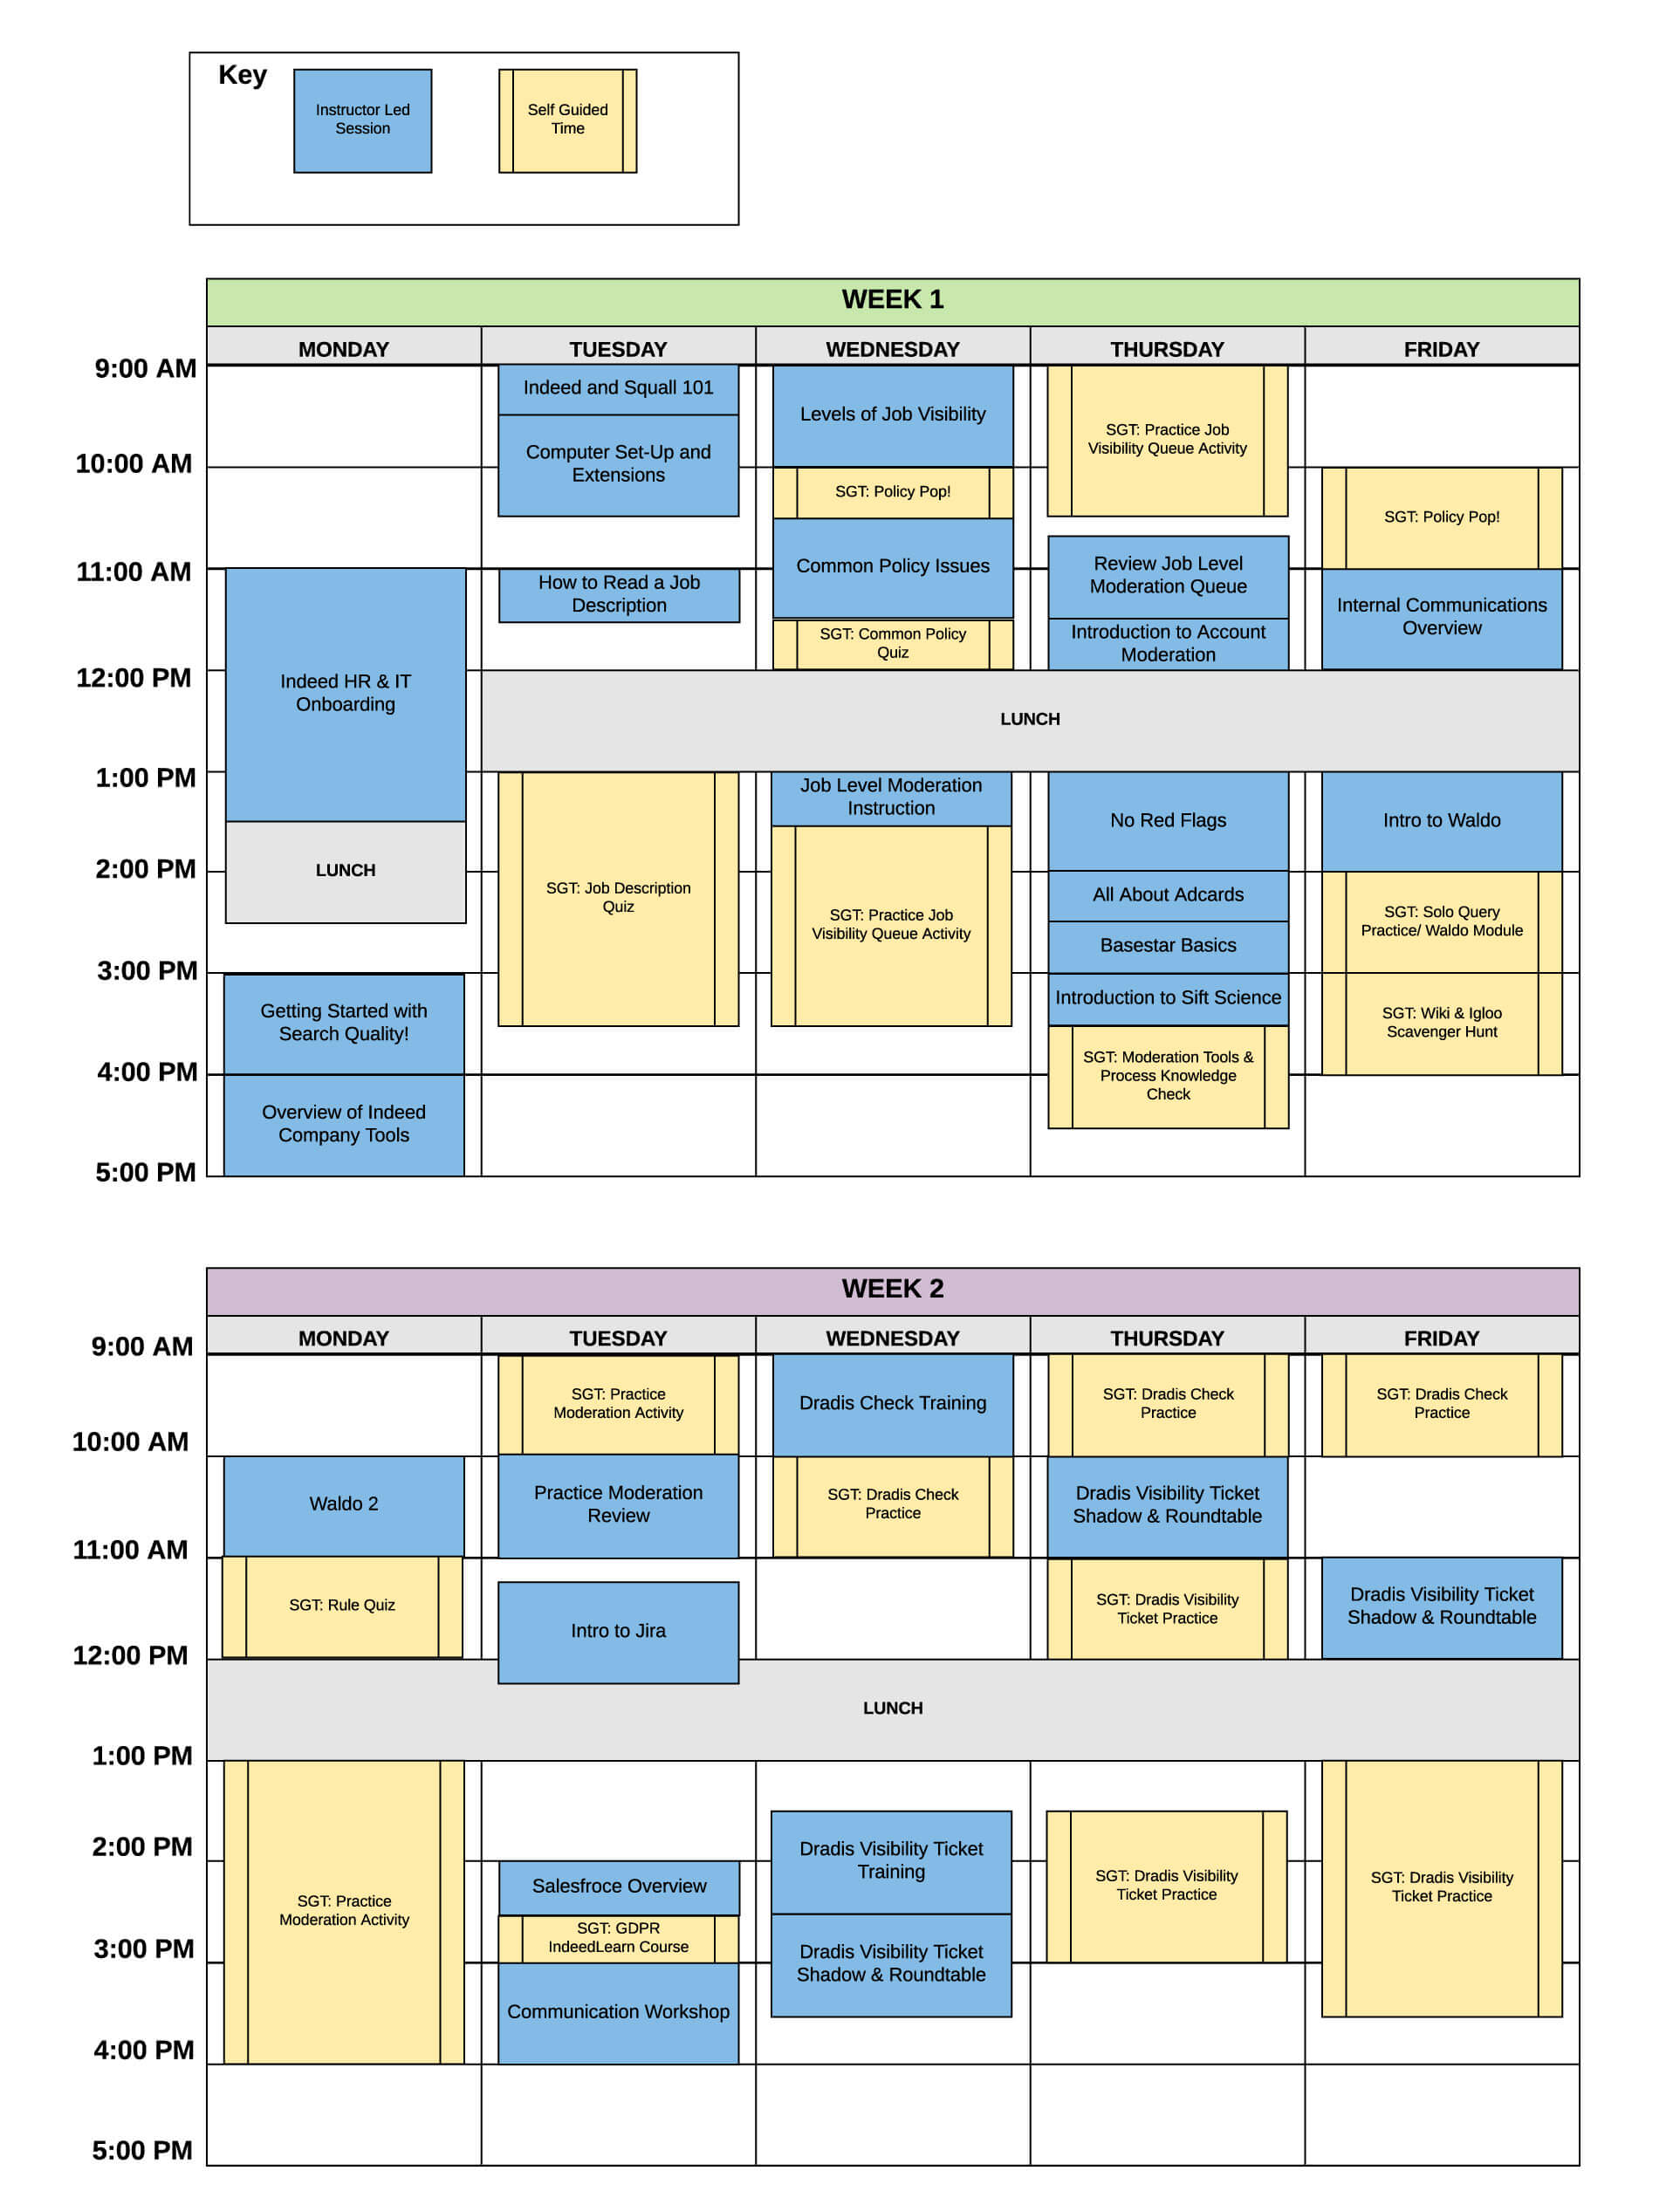 Key
Instructor Led
Session
Self Guided
Time
WEEK 1
MONDAY
TUESDAY
WEDNESDAY
THURSDAY
FRIDAY
9:00 AM
10:00 AM
11:00 AM
12:00 PM
1:00 PM
2:00 PM
3:00 PM
4:00 PM
5:00 PM
Indeed HR & IT
Onboarding
LUNCH
Getting Started with
Search Quality!
Overview of Indeed
Company Tools
Indeed and Squall 101
Computer Set-Up and
Extensions
How to Read a Job
Description
LUNCH
SGT: Job Description
Quiz
Levels of Job Visibility
SGT: Policy Pop!
Common Policy Issues
SGT: Common Policy
Quiz
Job Level Moderation
Instruction
SGT: Practice Job
Visibility Queue Activity
SGT: Practice Job
Visibility Queue Activity
Review Job Level
Moderation Queue
Introduction to Account
Moderation
No Red Flags
All About Adcards
Basestar Basics
Introduction to Sift Science
SGT: Moderation Tools &
Process Knowledge
Check
SGT: Policy Pop!
Internal Communications
Overview
Intro to Waldo
SGT: Solo Query
Practice/ Waldo Module
SGT: Wiki & Igloo
Scavenger Hunt
WEEK 2
MONDAY
TUESDAY
WEDNESDAY
THURSDAY
FRIDAY
9:00 AM
10:00 AM
11:00 AM
12:00 PM
1:00 PM
2:00 PM
3:00 PM
4:00 PM
5:00 PM
Waldo 2
SGT: Rule Quiz
LUNCH
SGT: Practice
Moderation Activity
SGT: Practice
Moderation Activity
Practice Moderation
Review
Intro to Jira
Salesfroce Overview
SGT: GDPR
IndeedLearn Course
Communication Workshop
Dradis Check Training
SGT: Dradis Check
Practice
Dradis Visibility Ticket
Training
Dradis Visibility Ticket
Shadow & Roundtable
SGT: Dradis Check
Practice
Dradis Visibility Ticket
Shadow & Roundtable
SGT: Dradis Visibility
Ticket Practice
SGT: Dradis Visibility
Ticket Practice
SGT: Dradis Check
Practice
Dradis Visibility Ticket
Shadow & Roundtable
SGT: Dradis Visibility
Ticket Practice